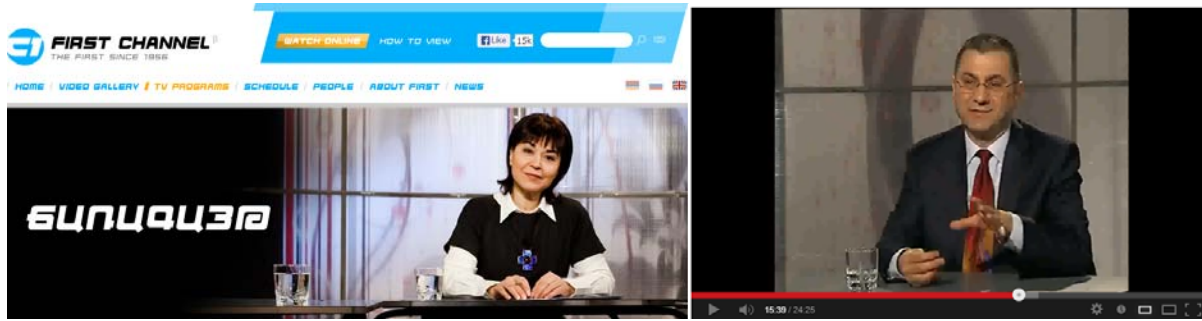 FIRST CHANNEL
THE FIRST SINCE 1956
WATCH ONLINE
HOW TO VIEW
Like 15k
HOME | VIDEO GALLERY | TV PROGRAMS | SCHEDULE | PEOPLE | ABOUT FIRST | NEWS
ՃԱՌԱԳԱՅԹ
15:39 / 24:25